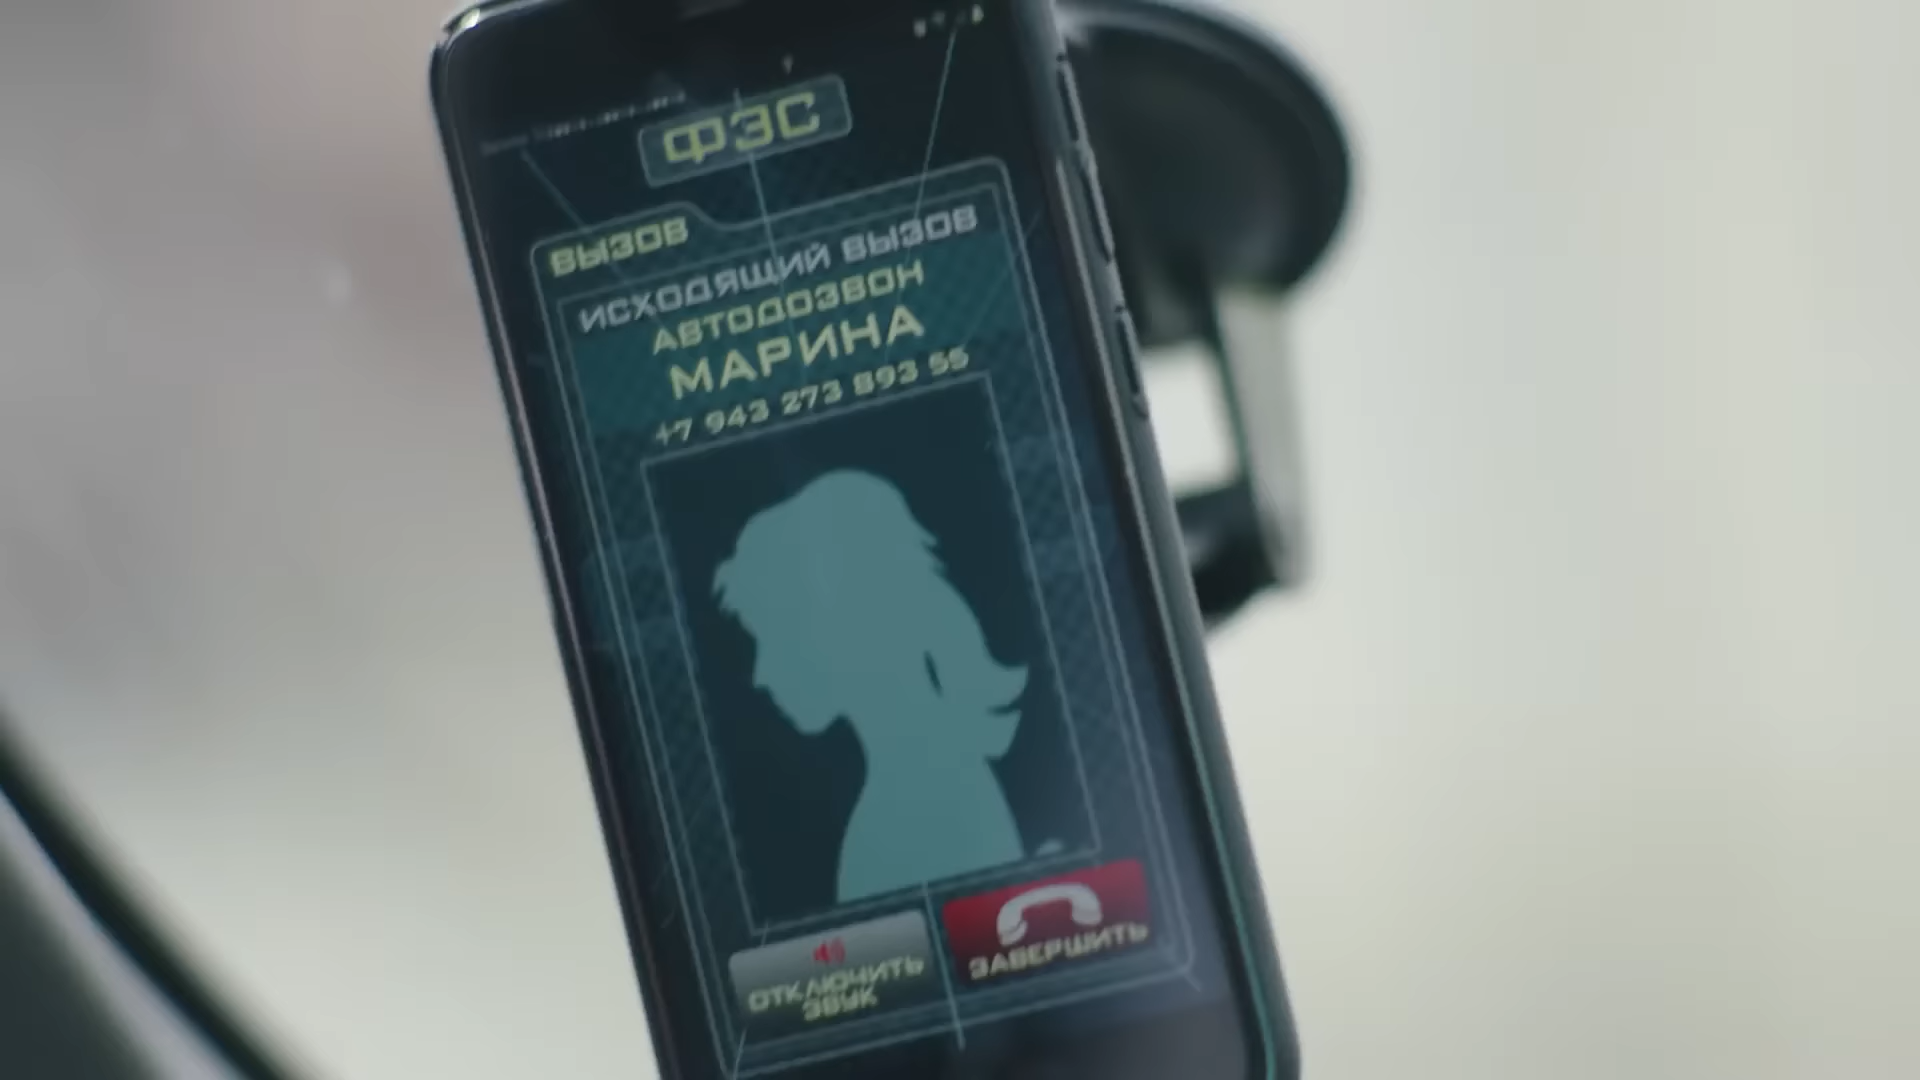 ФЭС
ВЫЗОВ
ИСХОДЯЩИЙ ВЫЗОВ
АВТОДОЗВОН
МАРИНА
+7 943 273 893 55
ОТКЛЮЧИТЬ
ЗВУК
ЗАВЕРШИТЬ